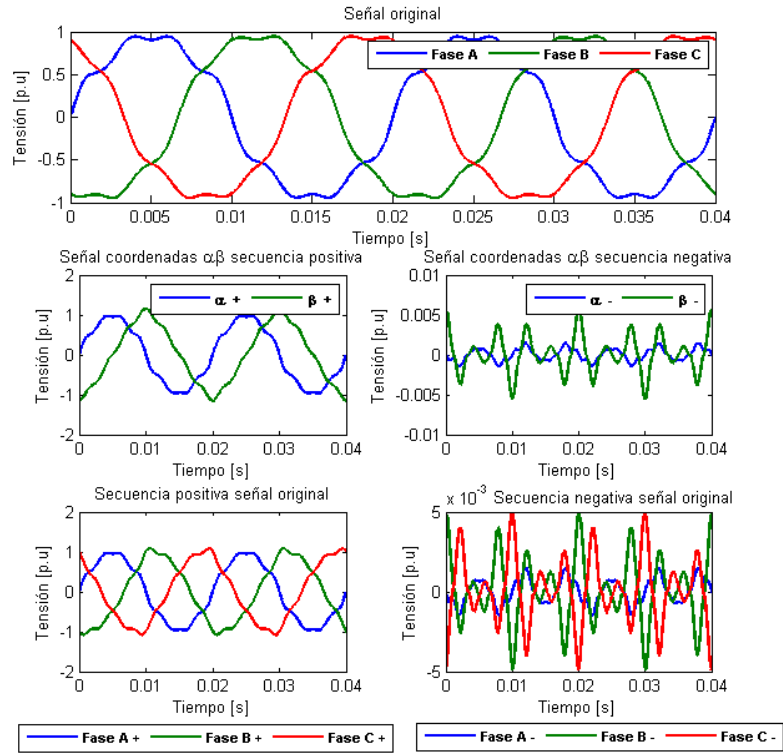 Señal original
Tensión [p.u]
1
0.5
0
-0.5
-1
Fase A Fase B Fase C
0 0.005 0.01 0.015 0.02 0.025 0.03 0.035 0.04
Tiempo [s]
Señal coordenadas αβ secuencia positiva
Tensión [p.u]
2
1
0
-1
-2
α + β +
0 0.01 0.02 0.03 0.04
Tiempo [s]
Señal coordenadas αβ secuencia negativa
Tensión [p.u]
0.01
0.005
0
-0.005
-0.01
α - β -
0 0.01 0.02 0.03 0.04
Tiempo [s]
Secuencia positiva señal original
Tensión [p.u]
2
1
0
-1
-2
0 0.01 0.02 0.03 0.04
Tiempo [s]
Fase A + Fase B + Fase C +
x 10⁻³ Secuencia negativa señal original
Tensión [p.u]
5
0
-5
0 0.01 0.02 0.03 0.04
Tiempo [s]
Fase A - Fase B - Fase C -